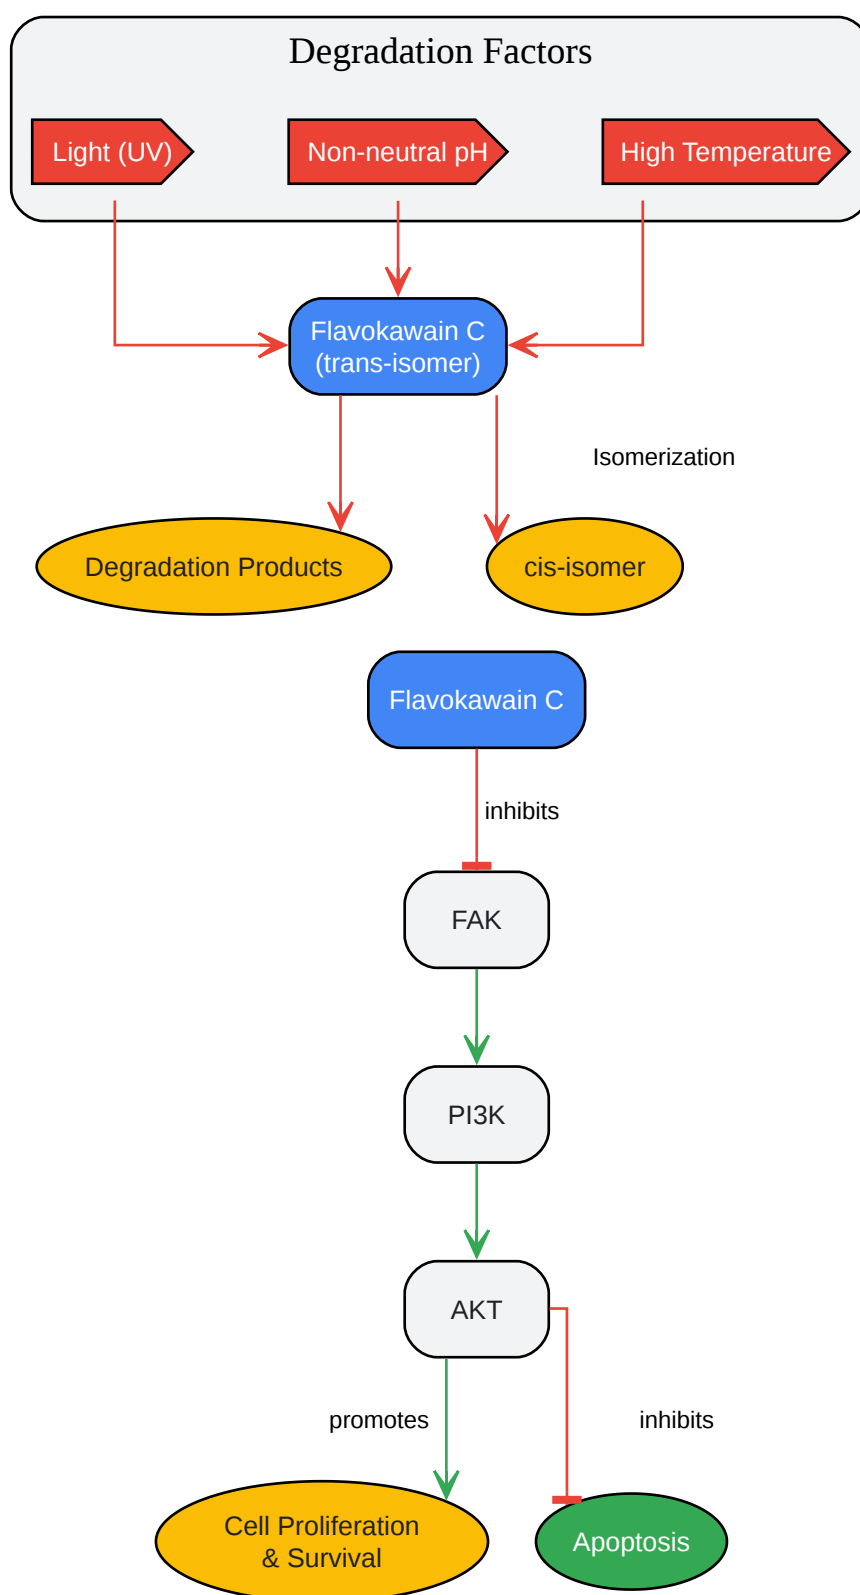 Degradation Factors
Light (UV)
Non-neutral pH
High Temperature
Flavokawain C
(trans-isomer)
Isomerization
Degradation Products
cis-isomer
Flavokawain C
inhibits
FAK
PI3K
AKT
promotes
inhibits
Cell Proliferation
& Survival
Apoptosis